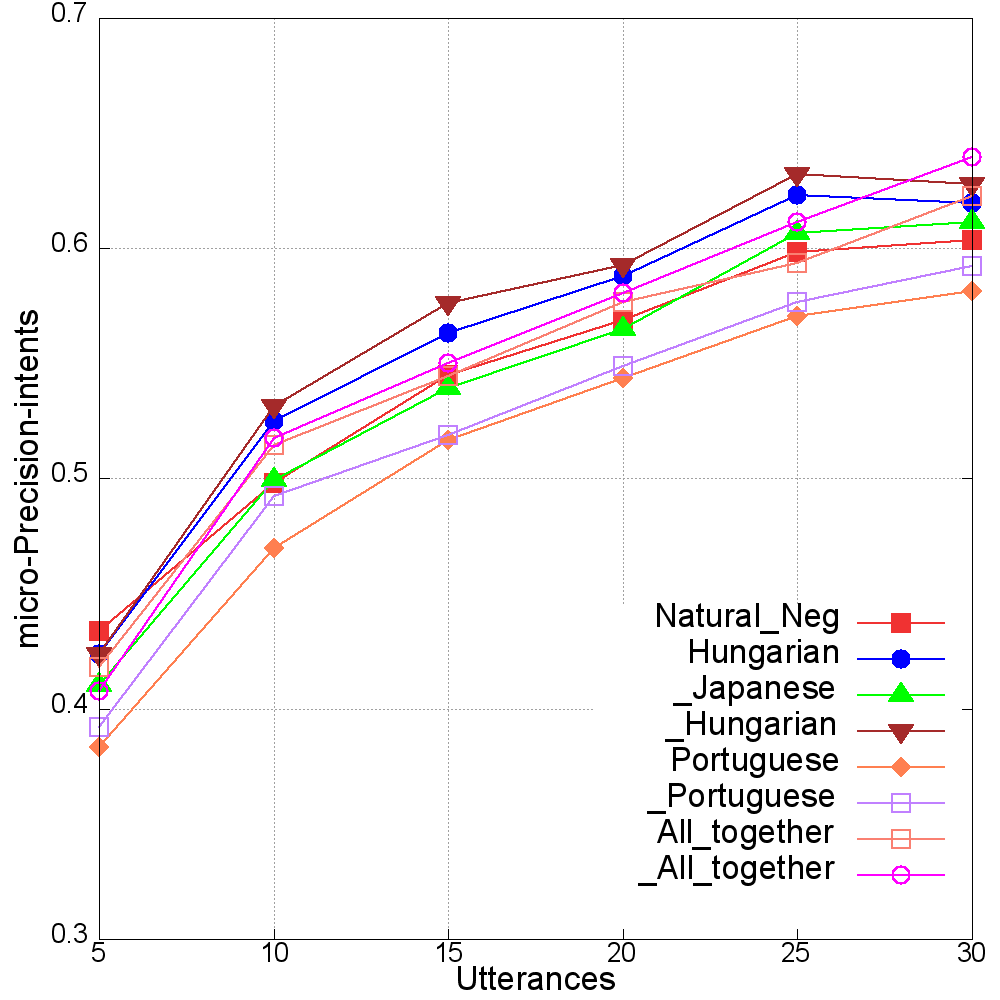 0.7
0.6
0.5
0.4
0.3
micro-Precision-intents
Natural_Neg
Hungarian
_Japanese
_Hungarian
Portuguese
_Portuguese
All_together
_All_together
5 10 15 20 25 30
Utterances